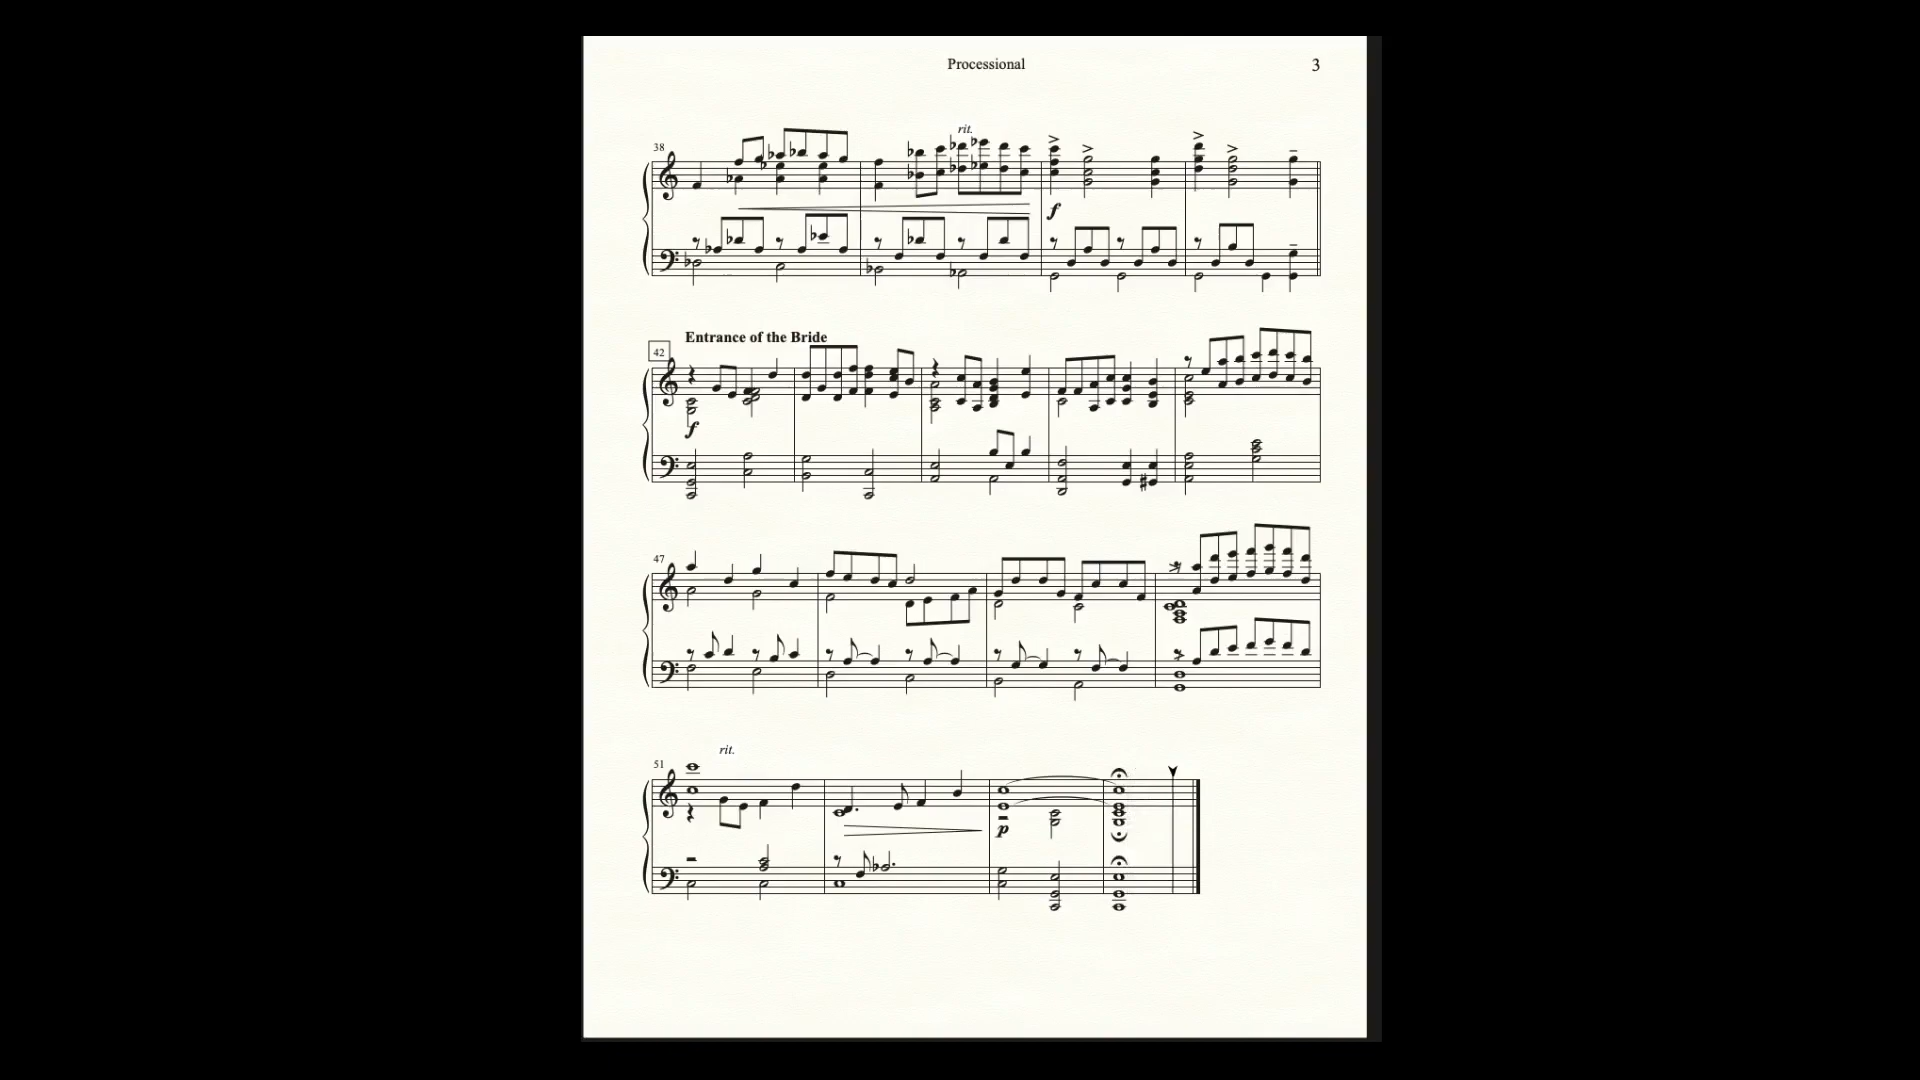 Processional
3
38
rit.
f
Entrance of the Bride
42
f
47
51
rit.
p